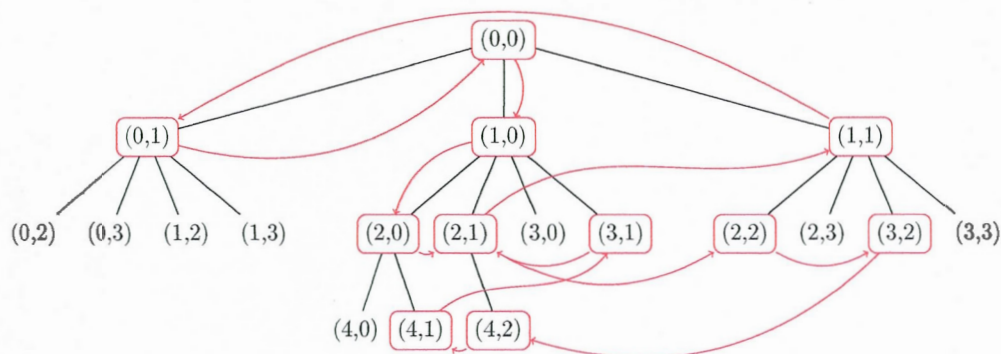 (0,0)
(0,1) (1,0) (1,1)
(0,2) (0,3) (1,2) (1,3) (2,0) (2,1) (3,0) (3,1) (2,2) (2,3) (3,2) (3,3)
(4,0) (4,1) (4,2)